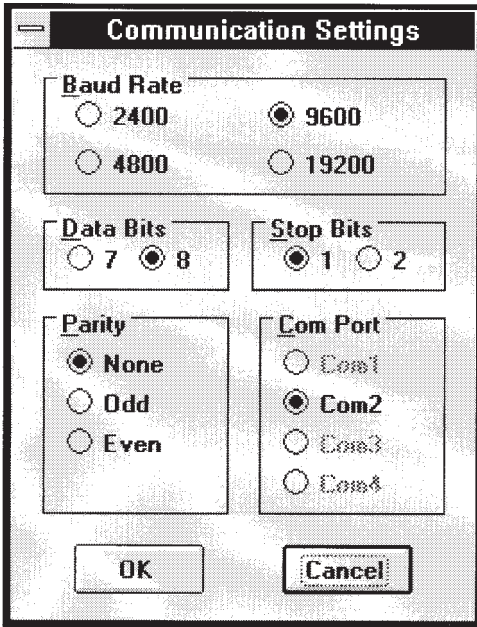 Communication Settings
Baud Rate
2400 9600
4800 19200
Data Bits
7 8
Stop Bits
1 2
Parity
None
Odd
Even
Com Port
Com1
Com2
Com3
Com4
OK Cancel